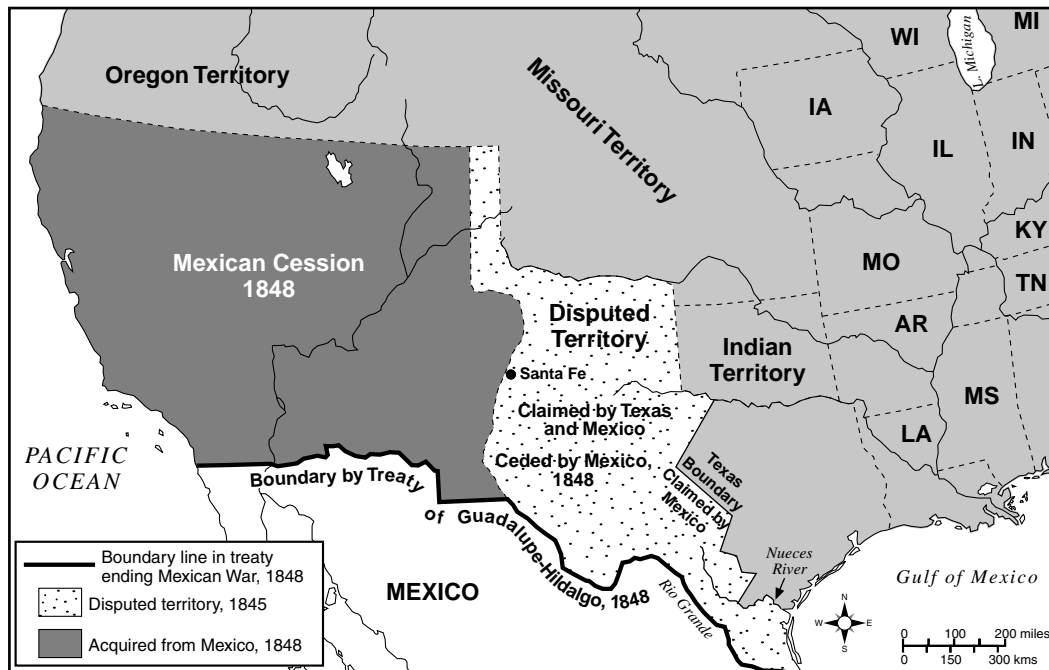 Oregon Territory
Missouri Territory
WI
L. Michigan
MI
IA
IL
IN
Mexican Cession
1848
MO
KY
TN
Disputed
Territory
AR
Indian
Territory
Santa Fe
MS
Claimed by Texas
and Mexico
LA
Ceded by Mexico,
1848
Texas
Boundary
Claimed by
Mexico
PACIFIC
OCEAN
Boundary by Treaty
of Guadalupe-Hildalgo, 1848
MEXICO
Rio Grande
Nueces
River
Gulf of Mexico
Boundary line in treaty
ending Mexican War, 1848
Disputed territory, 1845
Acquired from Mexico, 1848
N
W E
S
0 100 200 miles
0 150 300 kms